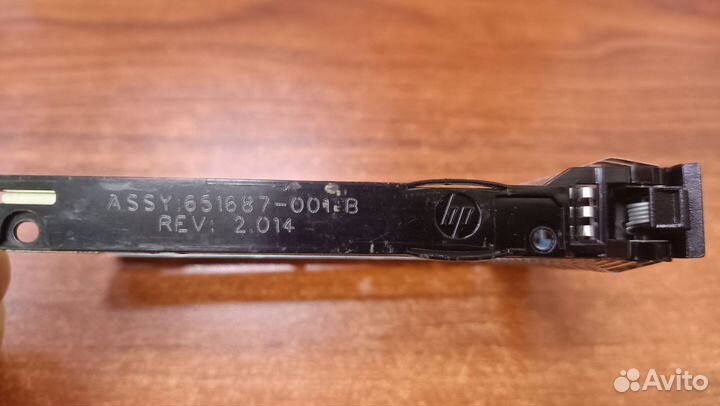 ASSY:651687-001:B
REV: 2.014
hp
Avito